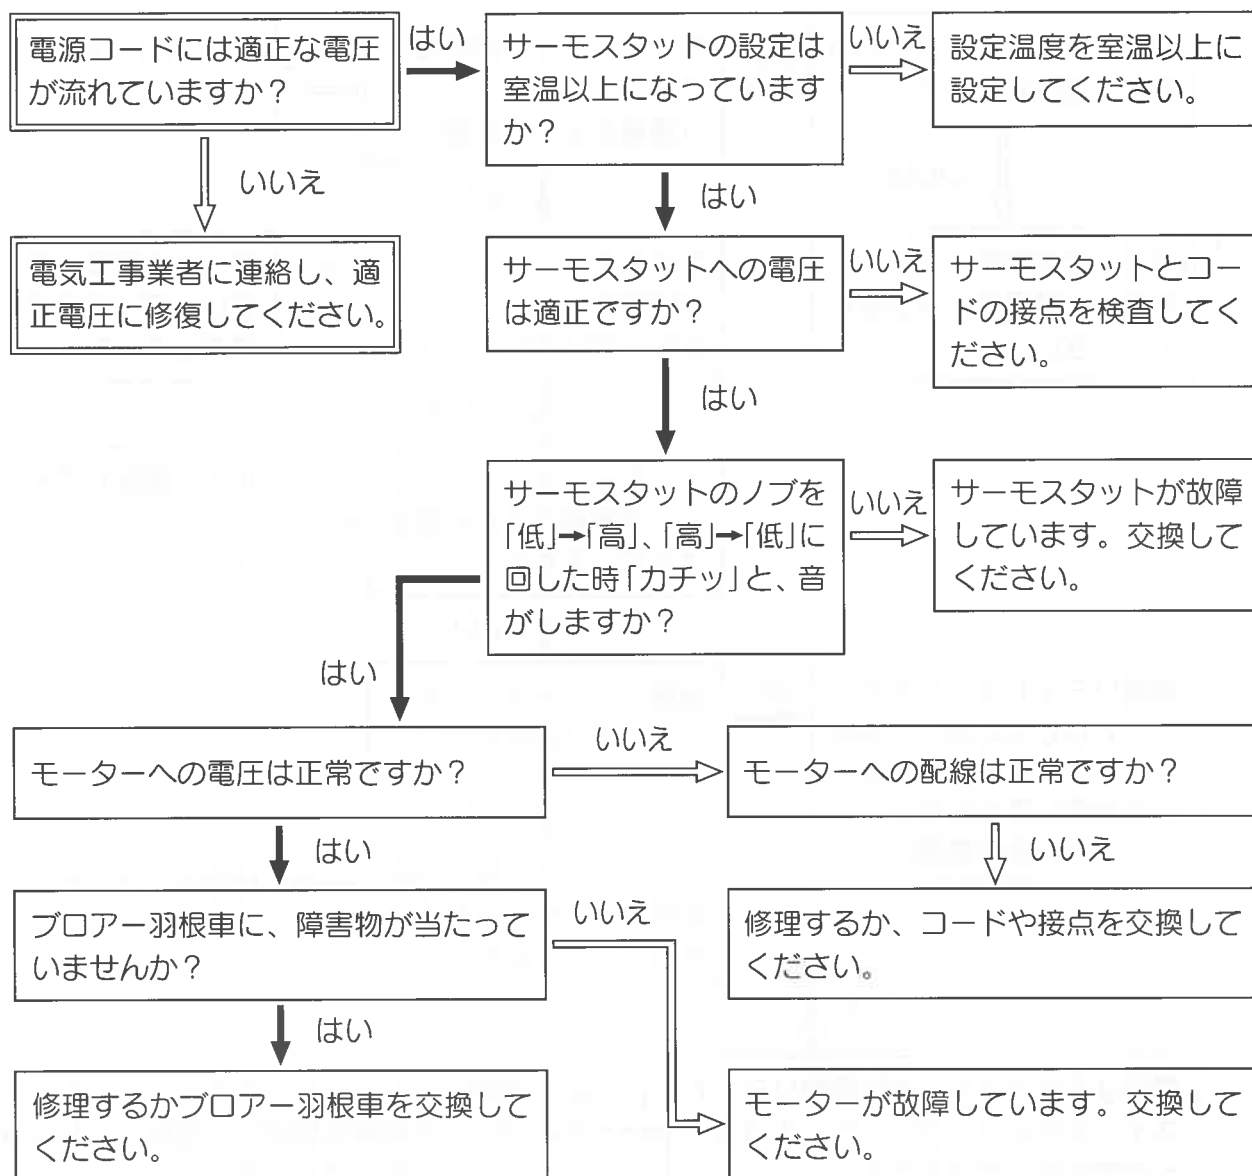 電源コードには適正な電圧
が流れていますか？
はい
サーモスタットの設定は
室温以上になっています
か？
いいえ
設定温度を室温以上に
設定してください。
いいえ
はい
電気工事業者に連絡し、適
正電圧に修復してください。
サーモスタットへの電圧
は適正ですか？
いいえ
サーモスタットとコー
ドの接点を検査してく
ださい。
はい
サーモスタットのノブを
「低」→「高」、「高」→「低」に
回した時「カチッ」と、音
がしますか？
いいえ
サーモスタットが故障
しています。交換して
ください。
はい
モーターへの電圧は正常ですか？
いいえ
モーターへの配線は正常ですか？
はい
いいえ
ブロアー羽根車に、障害物が当たって
いませんか？
いいえ
修理するか、コードや接点を交換して
ください。
はい
修理するかブロアー羽根車を交換して
ください。
モーターが故障しています。交換して
ください。